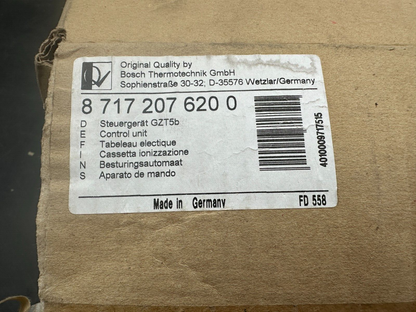 Original Quality by
Bosch Thermotechnik GmbH
Sophienstraße 30-32; D-35576 Wetzlar/Germany
8 717 207 620 0
D Steuergerät GZT5b
E Control unit
F Tabeleau electique
I Cassetta ionizzazione
N Besturingsautomaat
S Aparato de mando
4010009717515
Made in Germany
FD 558